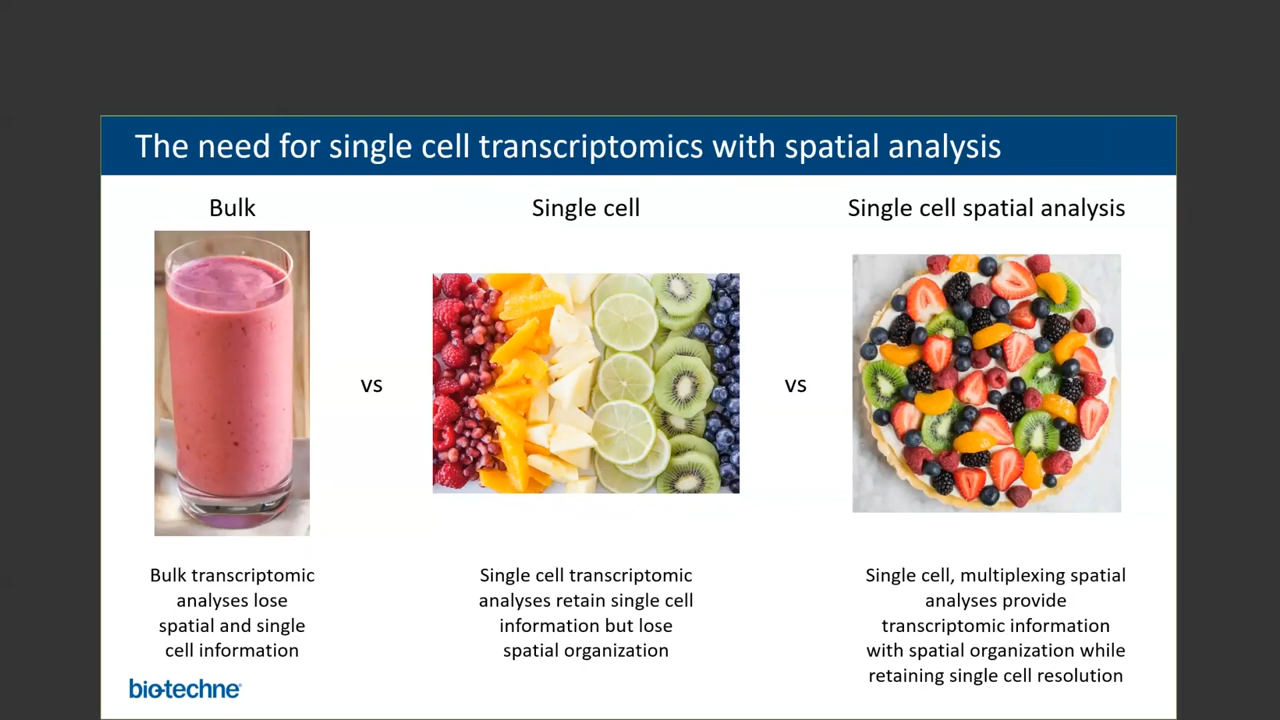 The need for single cell transcriptomics with spatial analysis
Bulk
Single cell
Single cell spatial analysis
vs
vs
Bulk transcriptomic
analyses lose
spatial and single
cell information
Single cell transcriptomic
analyses retain single cell
information but lose
spatial organization
Single cell, multiplexing spatial
analyses provide
transcriptomic information
with spatial organization while
retaining single cell resolution
bio-techne®